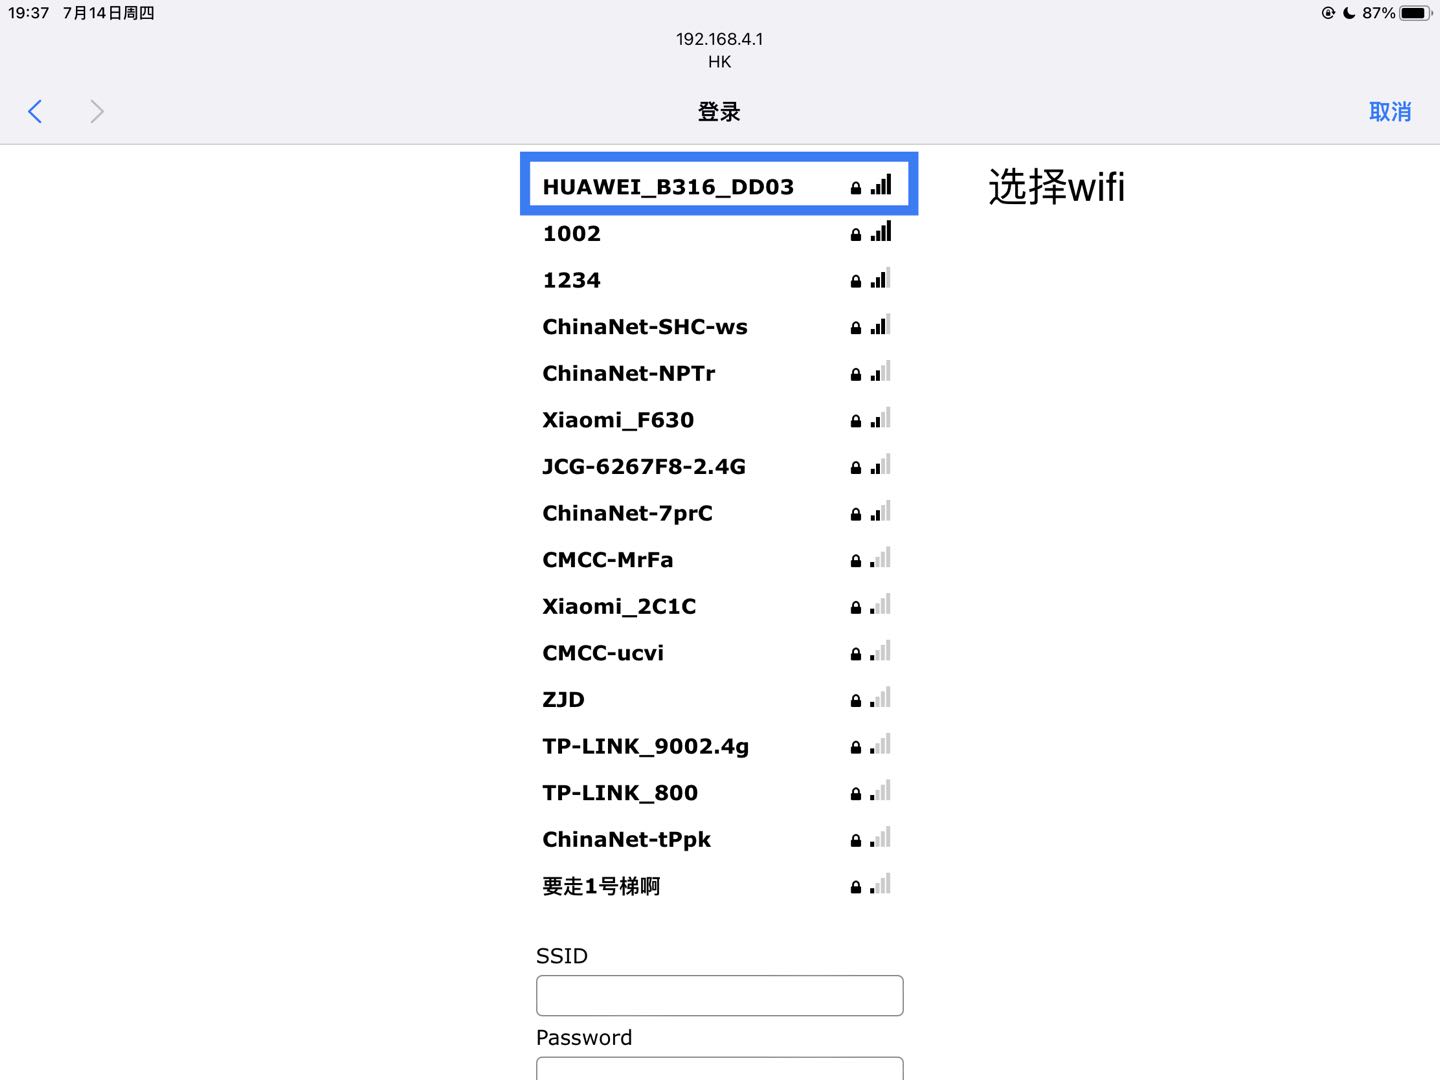 19:37 7月14日周四
87%
192.168.4.1
HK
登录
取消
HUAWEI_B316_DD03
选择wifi
1002
1234
ChinaNet-SHC-ws
ChinaNet-NPTr
Xiaomi_F630
JCG-6267F8-2.4G
ChinaNet-7prC
CMCC-MrFa
Xiaomi_2C1C
CMCC-ucvi
ZJD
TP-LINK_9002.4g
TP-LINK_800
ChinaNet-tPpk
要走1号梯啊
SSID
Password